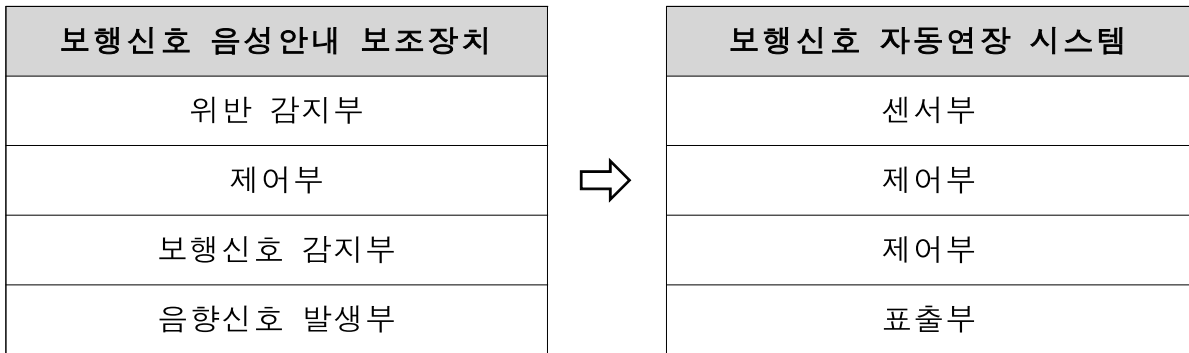 보행신호 음성안내 보조장치
위반 감지부
제어부
보행신호 감지부
음향신호 발생부
⇨
보행신호 자동연장 시스템
센서부
제어부
제어부
표출부